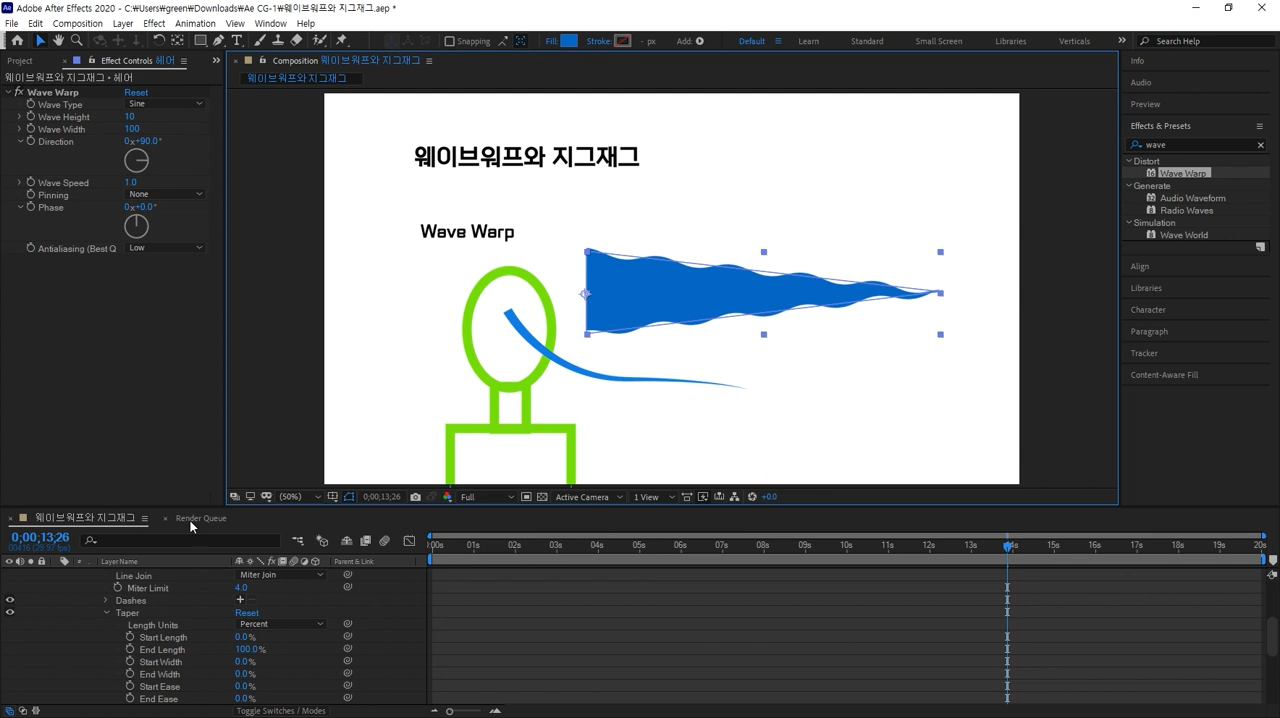 Adobe After Effects 2020 - C:₩Users₩green₩Downloads₩Ae CG-1₩웨이브워프와 지그재그.aep *
File Edit Composition Layer Effect Animation View Window Help
Snapping Fill: Stroke: - px Add: Default Learn Standard Small Screen Libraries Verticals Search Help
Project Effect Controls 헤어
웨이브워프와 지그재그 • 헤어
fx Wave Warp Reset
Wave Type Sine
Wave Height 10
Wave Width 100
Direction 0x+90.0°
Wave Speed 1.0
Pinning None
Phase 0x+0.0°
Antialiasing (Best Q Low
Composition 웨이브워프와 지그재그
웨이브워프와 지그재그
웨이브워프와 지그재그
Wave Warp
(50%) 0;00;13;26 Full Active Camera 1 View +0.0
Info
Audio
Preview
Effects & Presets
wave
Distort
Wave Warp
Generate
Audio Waveform
Radio Waves
Simulation
Wave World
Align
Libraries
Character
Paragraph
Tracker
Content-Aware Fill
웨이브워프와 지그재그 Render Queue
0;00;13;26
00416 (29.97 fps)
:00s 01s 02s 03s 04s 05s 06s 07s 08s 09s 10s 11s 12s 13s 14s 15s 16s 17s 18s 19s 20s
# Layer Name Parent & Link
Line Join Miter Join
Miter Limit 4.0
Dashes + -
Taper Reset
Length Units Percent
Start Length 0.0 %
End Length 100.0 %
Start Width 0.0 %
End Width 0.0 %
Start Ease 0.0 %
End Ease 0.0 %
Toggle Switches / Modes